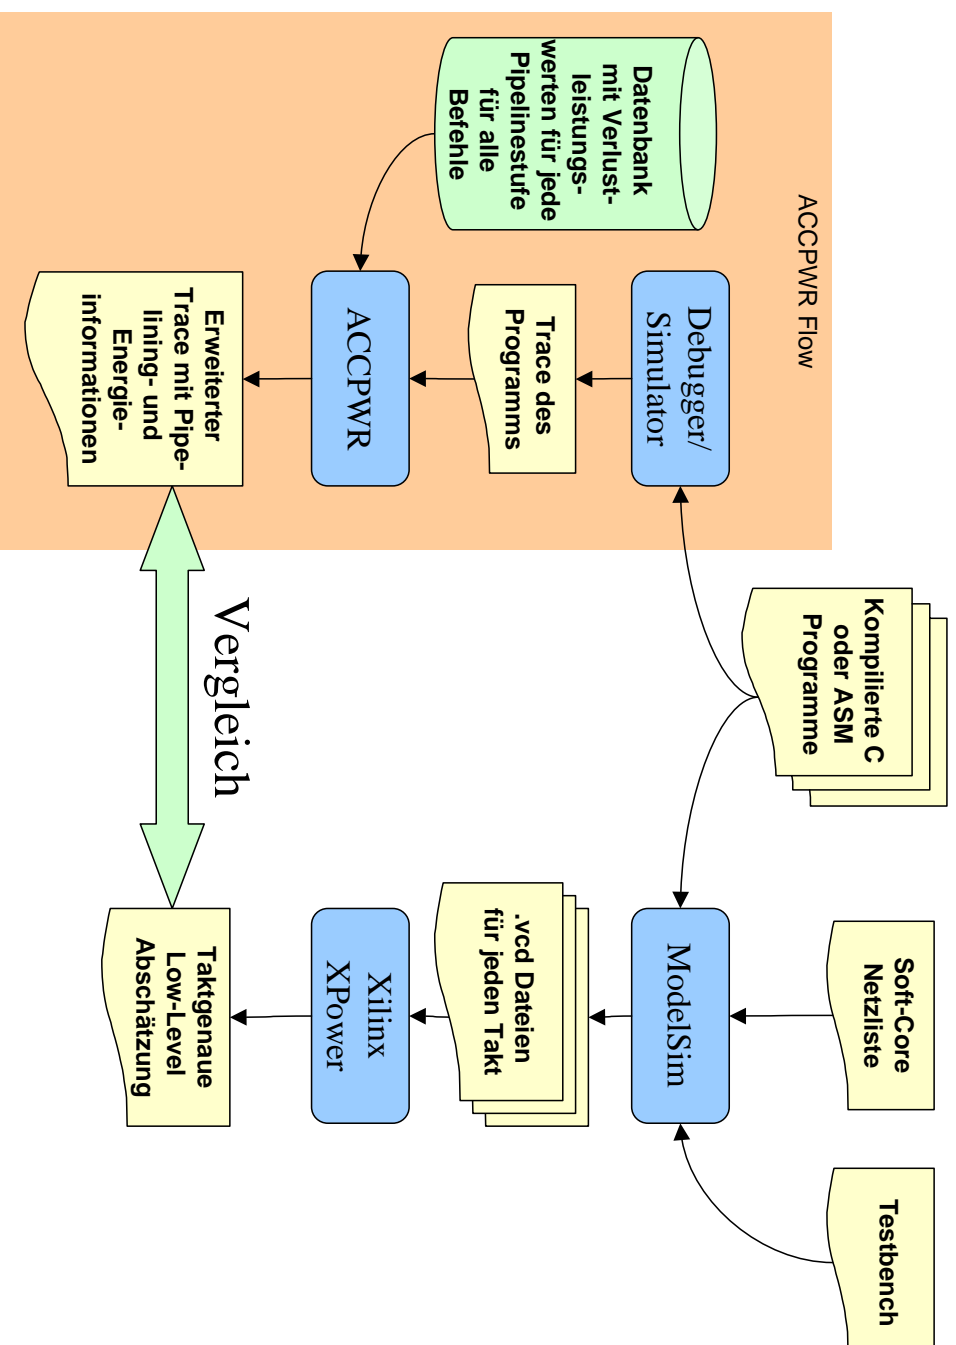 ACCPWR Flow
Datenbank
mit Verlust-
leistungs-
werten für jede
Pipelinestufe
für alle
Befehle
Debugger/
Simulator
Trace des
Programms
ACCPWR
Erweiterter
Trace mit Pipe-
lining- und
Energie-
informationen
Kompilierte C
oder ASM
Programme
Vergleich
Soft-Core
Netzliste
Testbench
ModelSim
.vcd Dateien
für jeden Takt
Xilinx
XPower
Taktgenaue
Low-Level
Abschätzung